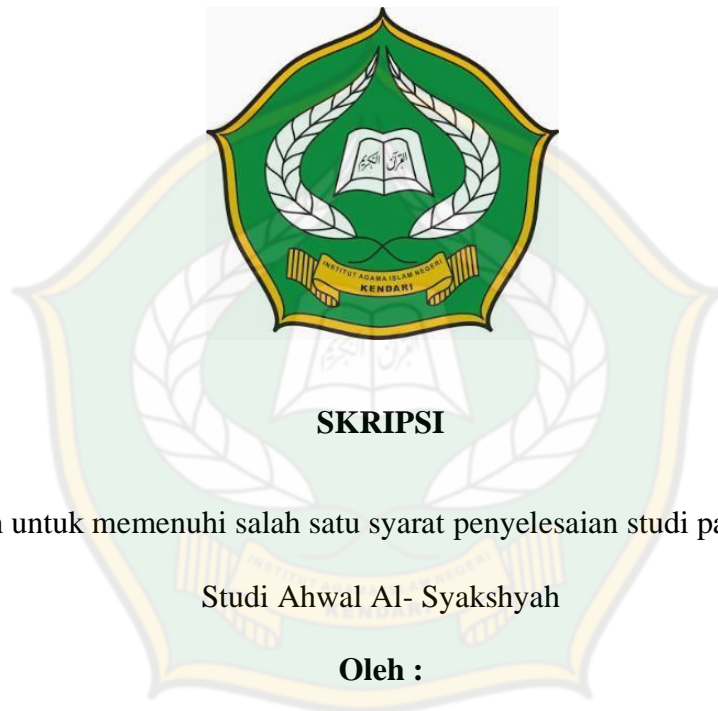 القرآن الكريم
INSTITUT AGAMA ISLAM NEGERI
KENDARI
SKRIPSI
untuk memenuhi salah satu syarat penyelesaian studi
Studi Ahwal Al- Syakshyah
Oleh :